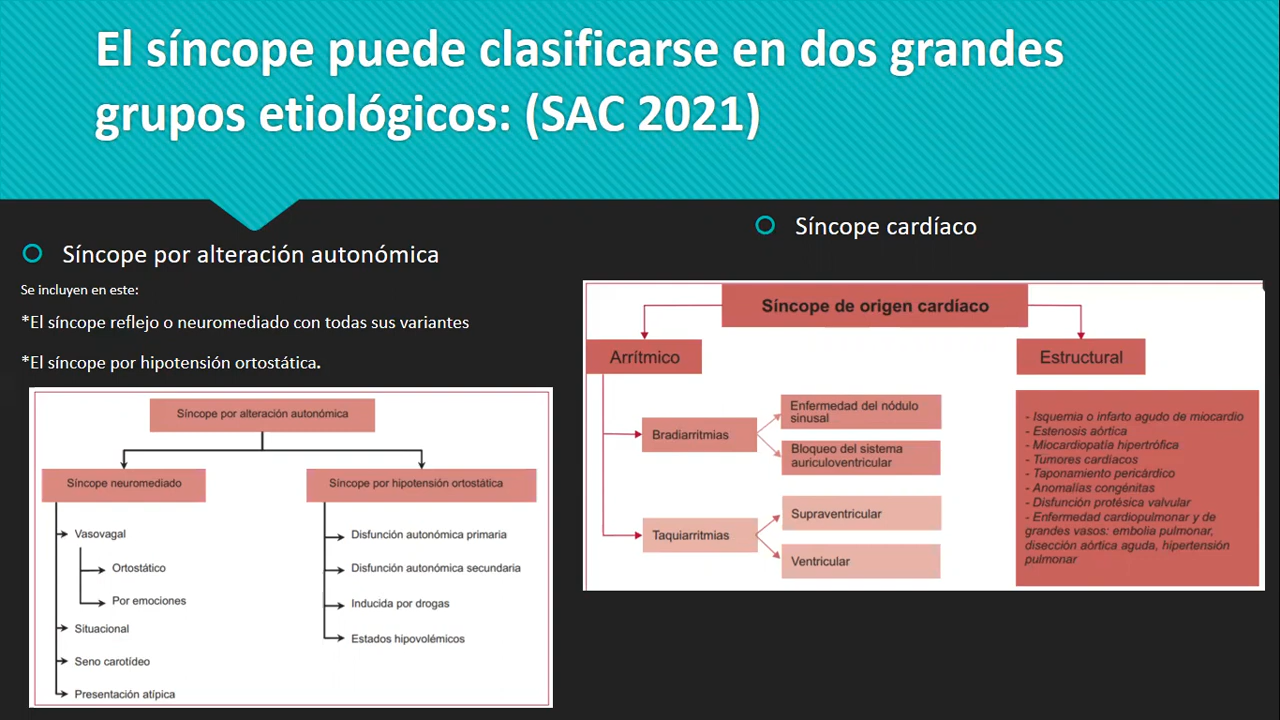 El síncope puede clasificarse en dos grandes
grupos etiológicos: (SAC 2021)
Síncope por alteración autonómica
Se incluyen en este:
*El síncope reflejo o neuromediado con todas sus variantes
*El síncope por hipotensión ortostática.
Síncope por alteración autonómica
Síncope neuromediado
Vasovagal
Ortostático
Por emociones
Situacional
Seno carotídeo
Presentación atípica
Síncope por hipotensión ortostática
Disfunción autonómica primaria
Disfunción autonómica secundaria
Inducida por drogas
Estados hipovolémicos
Síncope cardíaco
Síncope de origen cardíaco
Arrítmico
Bradiarritmias
Enfermedad del nódulo
sinusal
Bloqueo del sistema
auriculoventricular
Taquiarritmias
Supraventricular
Ventricular
Estructural
- Isquemia o infarto agudo de miocardio
- Estenosis aórtica
- Miocardiopatía hipertrófica
- Tumores cardíacos
- Taponamiento pericárdico
- Anomalías congénitas
- Disfunción protésica valvular
- Enfermedad cardiopulmonar y de
grandes vasos: embolia pulmonar,
disección aórtica aguda, hipertensión
pulmonar